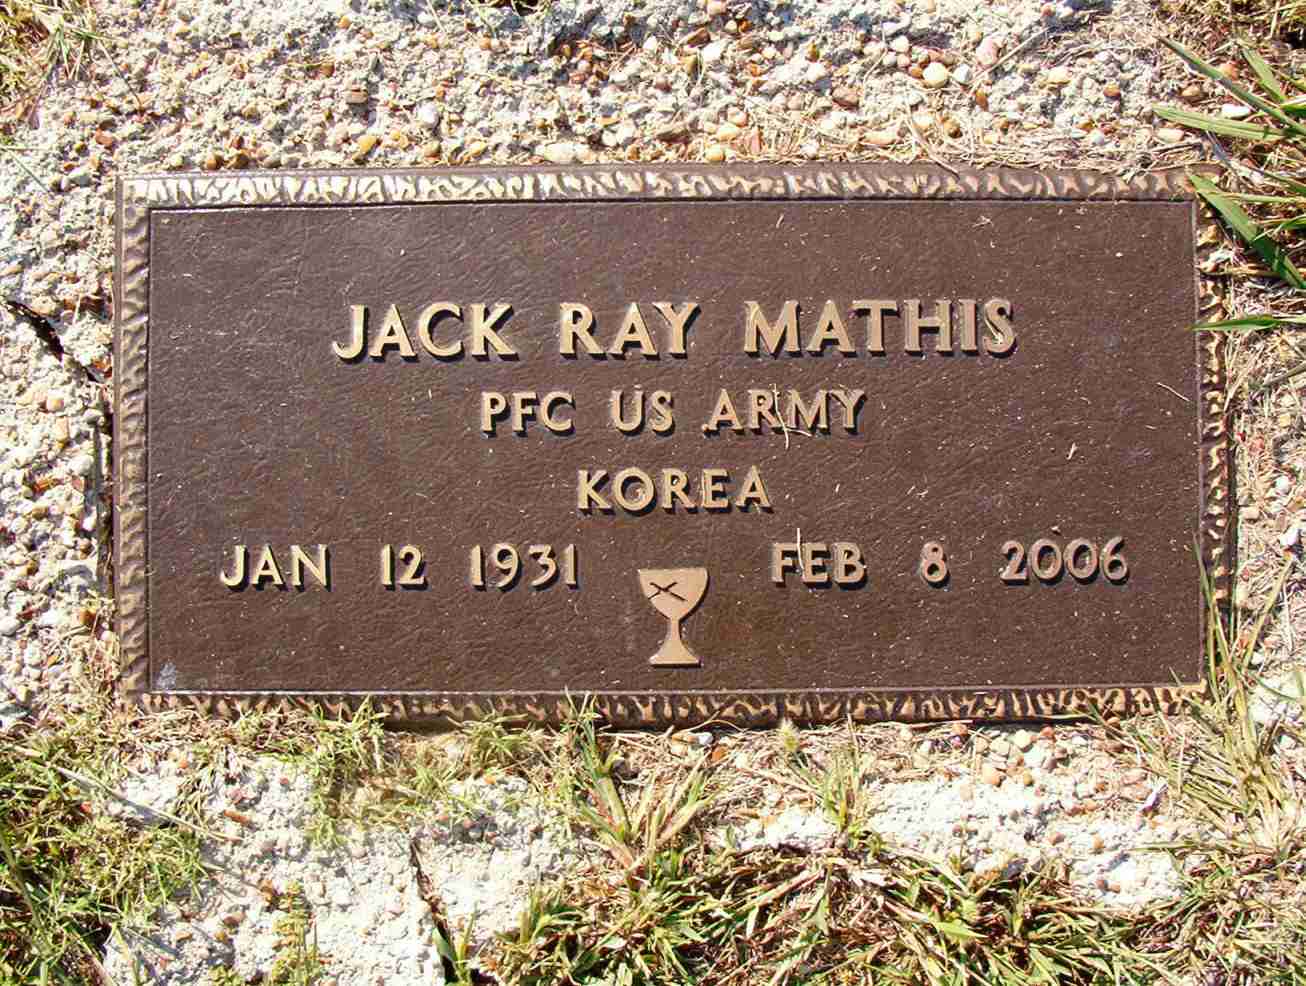 JACK RAY MATHIS
PFC US ARMY
KOREA
JAN 12 1931 FEB 8 2006